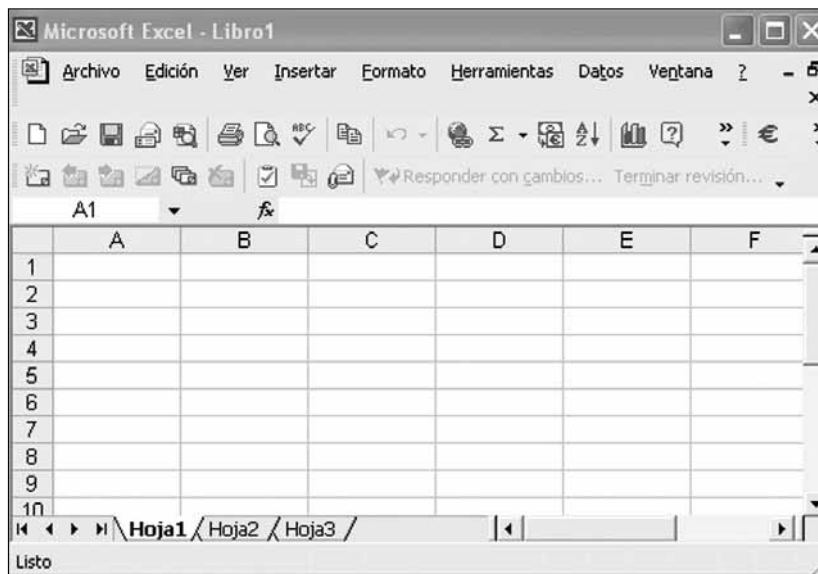 Microsoft Excel - Libro1
Archivo Edición Ver Insertar Formato Herramientas Datos Ventana ?
ABC Σ A Z ? » € 
Responder con cambios... Terminar revisión...
A1 fx
A B C D E F
1
2
3
4
5
6
7
8
9
10
Hoja1 Hoja2 Hoja3
Listo